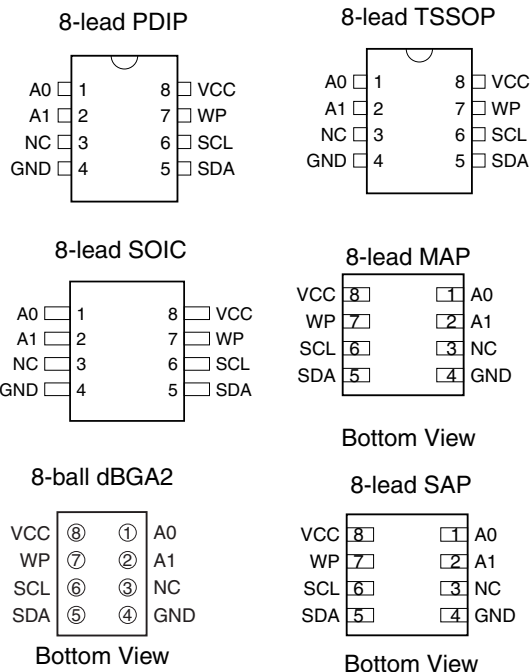 8-lead PDIP
A0 1 8 VCC
A1 2 7 WP
NC 3 6 SCL
GND 4 5 SDA
8-lead TSSOP
A0 1 8 VCC
A1 2 7 WP
NC 3 6 SCL
GND 4 5 SDA
8-lead SOIC
A0 1 8 VCC
A1 2 7 WP
NC 3 6 SCL
GND 4 5 SDA
8-lead MAP
VCC 8 1 A0
WP 7 2 A1
SCL 6 3 NC
SDA 5 4 GND
Bottom View
8-ball dBGA2
VCC 8 1 A0
WP 7 2 A1
SCL 6 3 NC
SDA 5 4 GND
Bottom View
8-lead SAP
VCC 8 1 A0
WP 7 2 A1
SCL 6 3 NC
SDA 5 4 GND
Bottom View